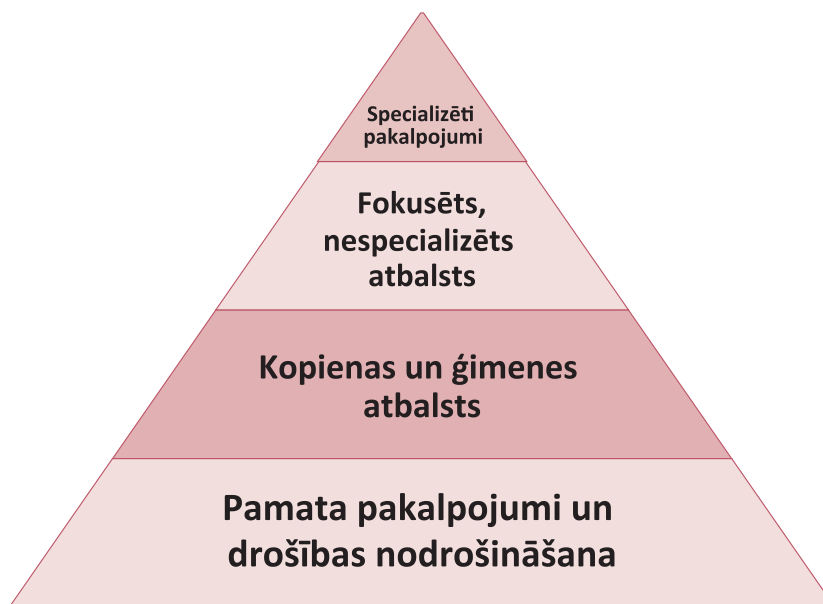 Specializēti
pakalpojumi
Fokusēts,
nespecializēts
atbalsts
Kopienas un ģimenes
atbalsts
Pamata pakalpojumi un
drošības nodrošināšana